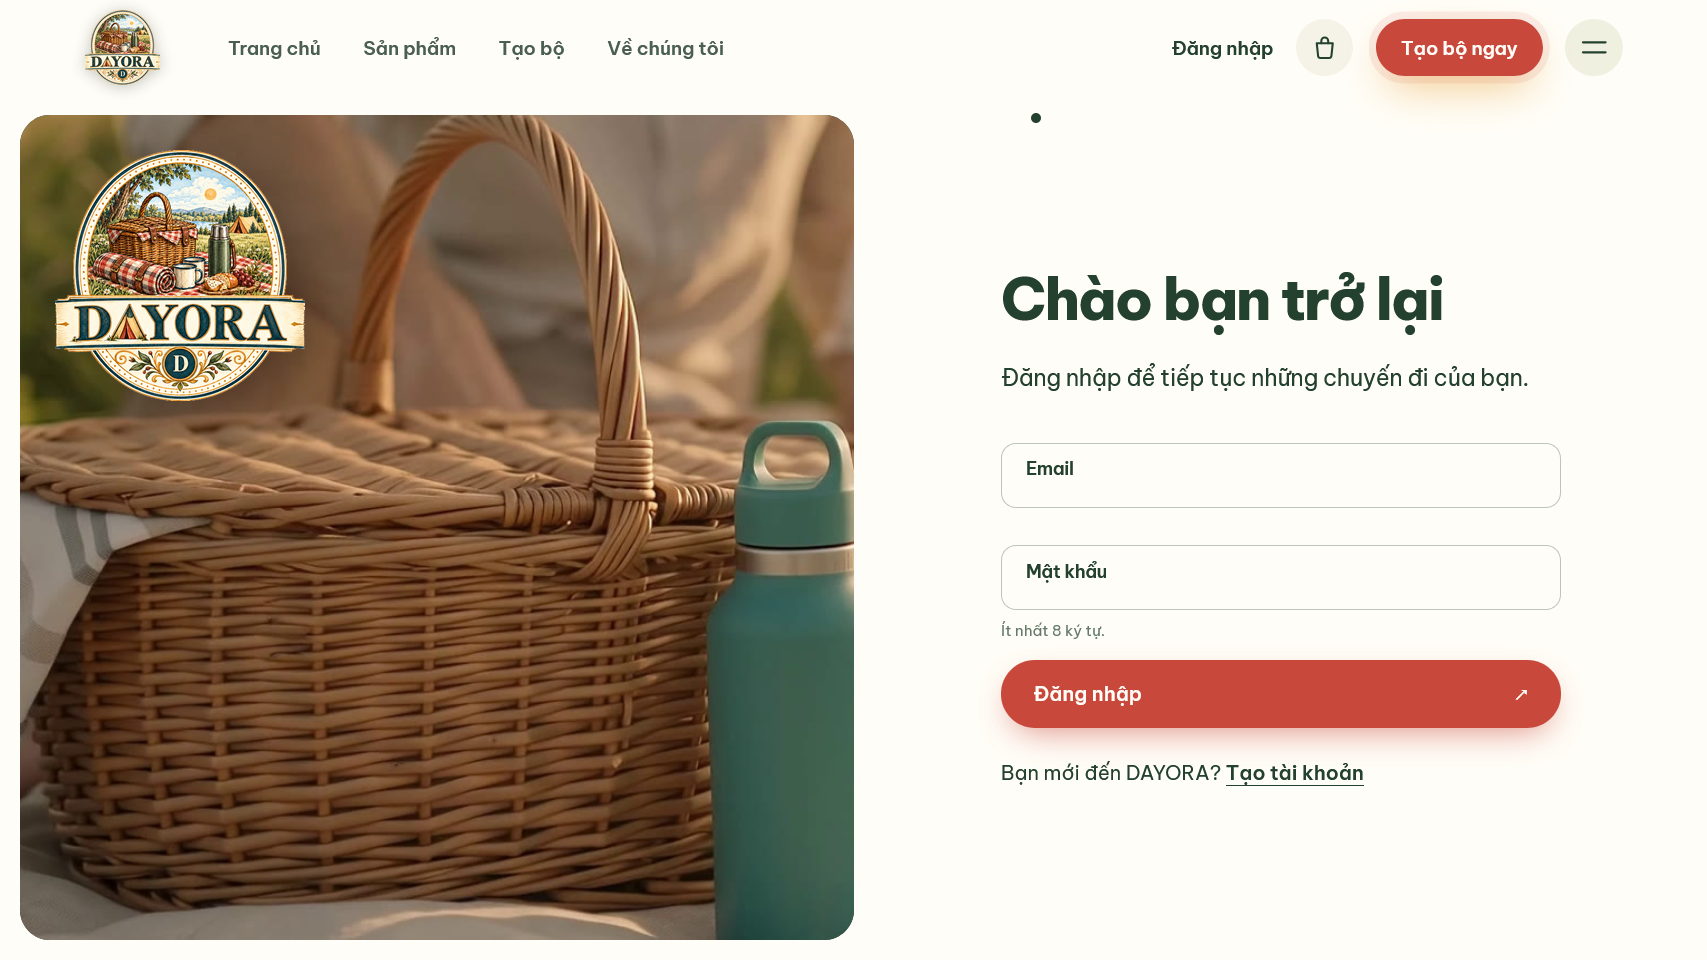 DAYORA
D
Trang chủ
Sản phẩm
Tạo bộ
Về chúng tôi
Đăng nhập
Tạo bộ ngay
DAYORA
D
Chào bạn trở lại
Đăng nhập để tiếp tục những chuyến đi của bạn.
Email
Mật khẩu
Ít nhất 8 ký tự.
Đăng nhập ↗
Bạn mới đến DAYORA? Tạo tài khoản